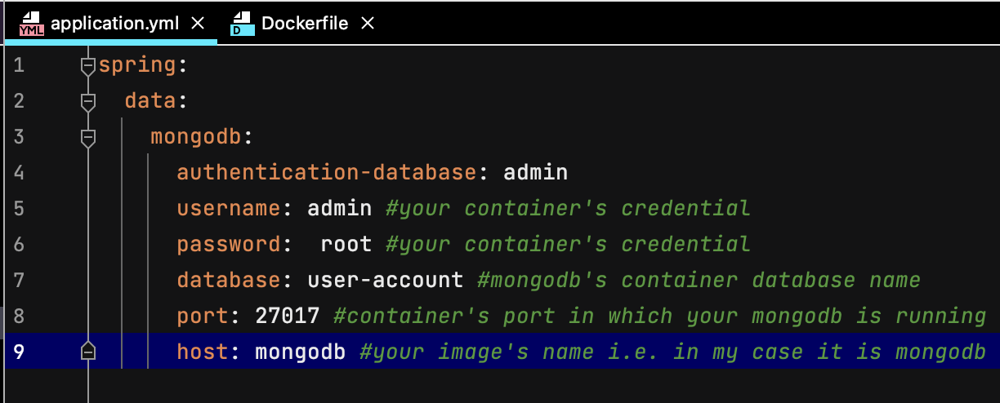 YML application.yml ×
D Dockerfile ×
1 spring:
2 data:
3 mongodb:
4 authentication-database: admin
5 username: admin #your container's credential
6 password:  root #your container's credential
7 database: user-account #mongodb's container database name
8 port: 27017 #container's port in which your mongodb is running
9 host: mongodb #your image's name i.e. in my case it is mongodb